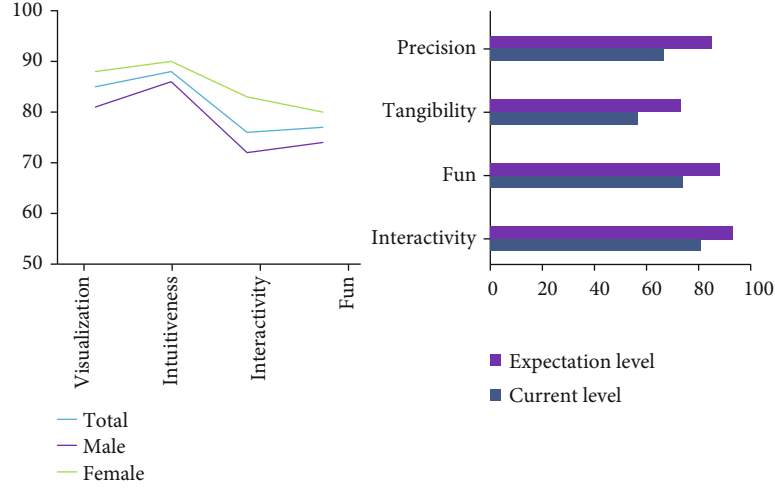 100
90
80
70
60
50
Visualization
Intuitiveness
Interactivity
Fun
Total
Male
Female
Precision
Tangibility
Fun
Interactivity
0 20 40 60 80 100
Expectation level
Current level